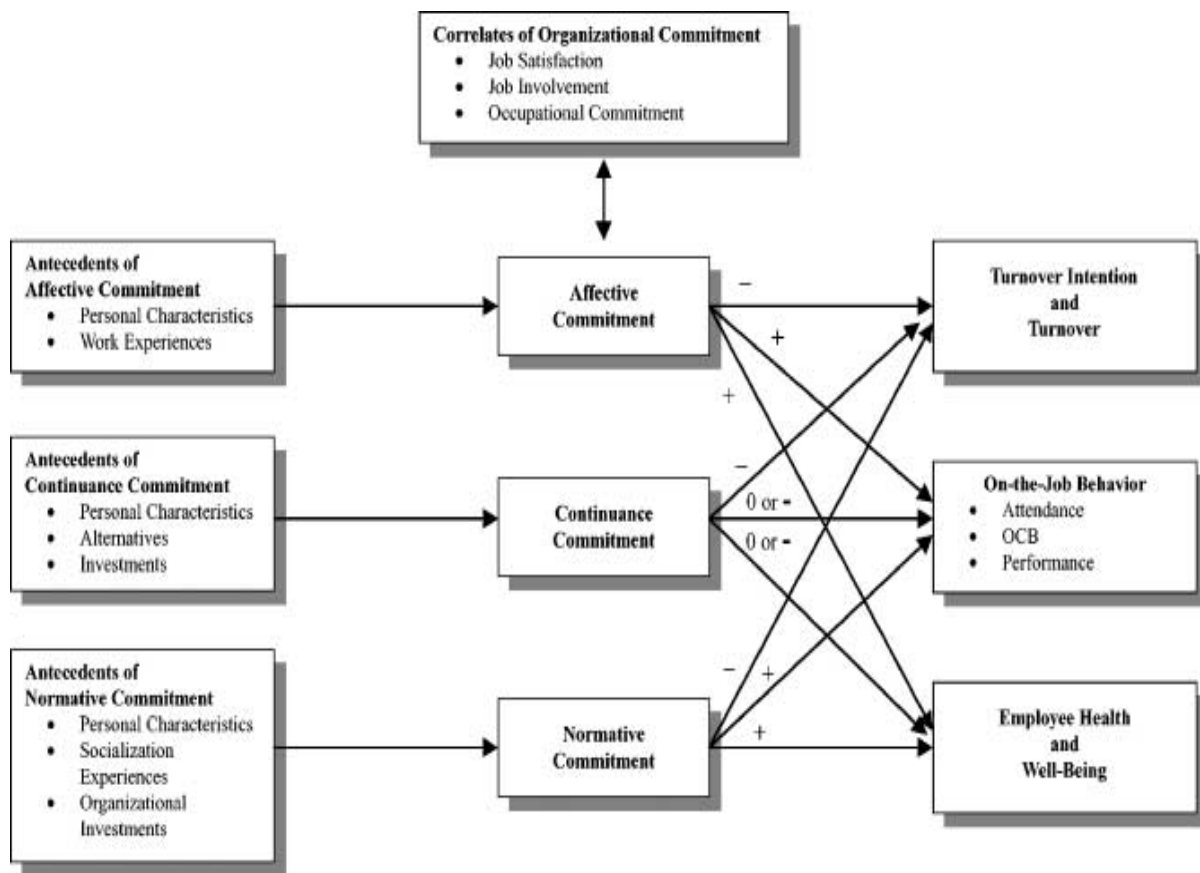 Correlates of Organizational Commitment
• Job Satisfaction
• Job Involvement
• Occupational Commitment
Antecedents of
Affective Commitment
• Personal Characteristics
• Work Experiences
Affective
Commitment
Turnover Intention
and
Turnover
−
+
+
Antecedents of
Continuance Commitment
• Personal Characteristics
• Alternatives
• Investments
Continuance
Commitment
−
0 or -
0 or -
On-the-Job Behavior
• Attendance
• OCB
• Performance
Antecedents of
Normative Commitment
• Personal Characteristics
• Socialization
Experiences
• Organizational
Investments
Normative
Commitment
−
+
+
Employee Health
and
Well-Being